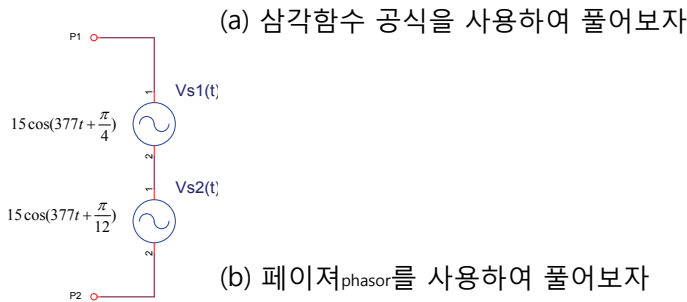 (a) 삼각함수 공식을 사용하여 풀어보자
P1
1
Vs1(t)
15cos(377t + π/4)
2
1
Vs2(t)
15cos(377t + π/12)
2
(b) 페이져phasor를 사용하여 풀어보자
P2